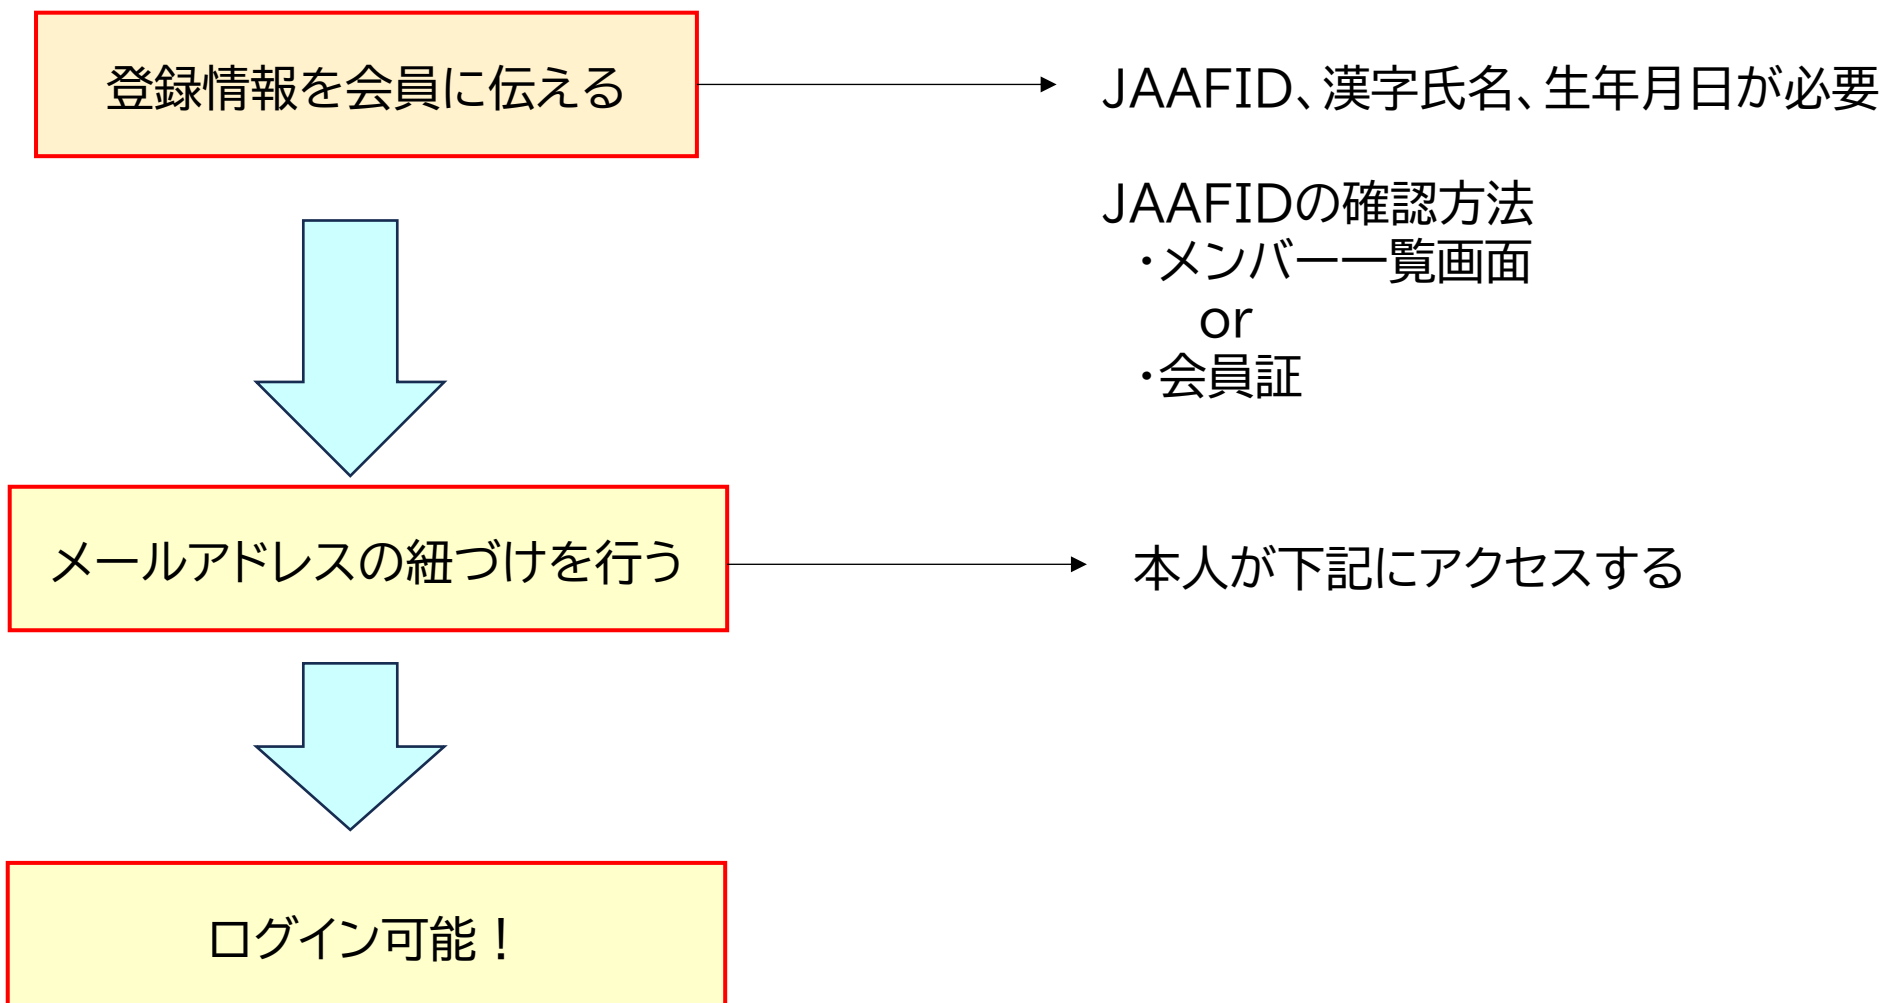 登録情報を会員に伝える
JAAFID、漢字氏名、生年月日が必要
JAAFIDの確認方法
・メンバー一覧画面
or
・会員証
メールアドレスの紐づけを行う
本人が下記にアクセスする
ログイン可能！